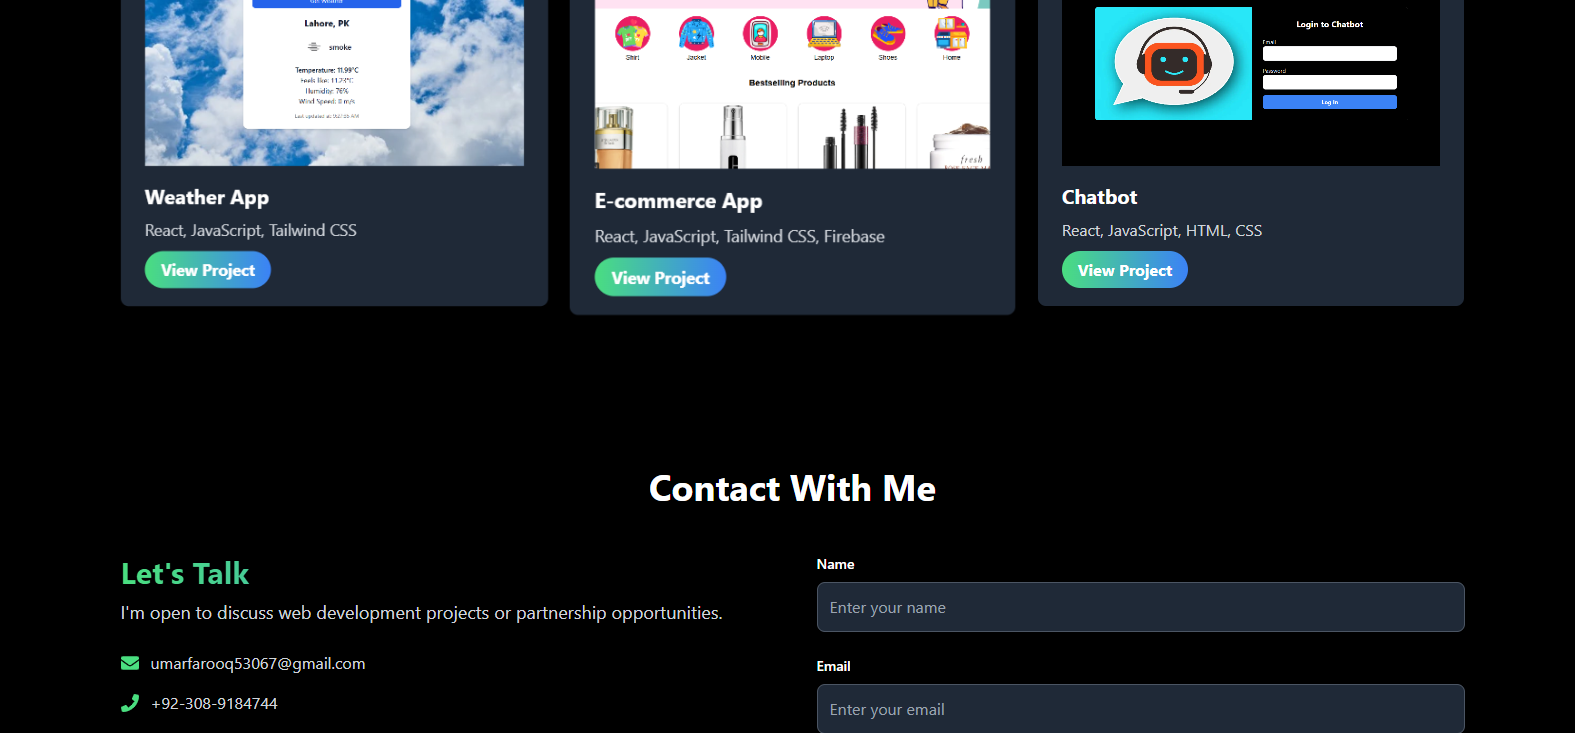 Lahore, PK
smoke
Temperature: 11.99°C
Feels like: 11.23°C
Humidity: 76%
Wind Speed: 0 m/s
Last updated at:
Shirt
Jacket
Mobile
Laptop
Shoes
Home
Bestselling Products
fresh
Login to Chatbot
Email
Password
Log In
Weather App
React, JavaScript, Tailwind CSS
View Project
E-commerce App
React, JavaScript, Tailwind CSS, Firebase
View Project
Chatbot
React, JavaScript, HTML, CSS
View Project
Contact With Me
Let's Talk
I'm open to discuss web development projects or partnership opportunities.
umarfarooq53067@gmail.com
+92-308-9184744
Name
Enter your name
Email
Enter your email